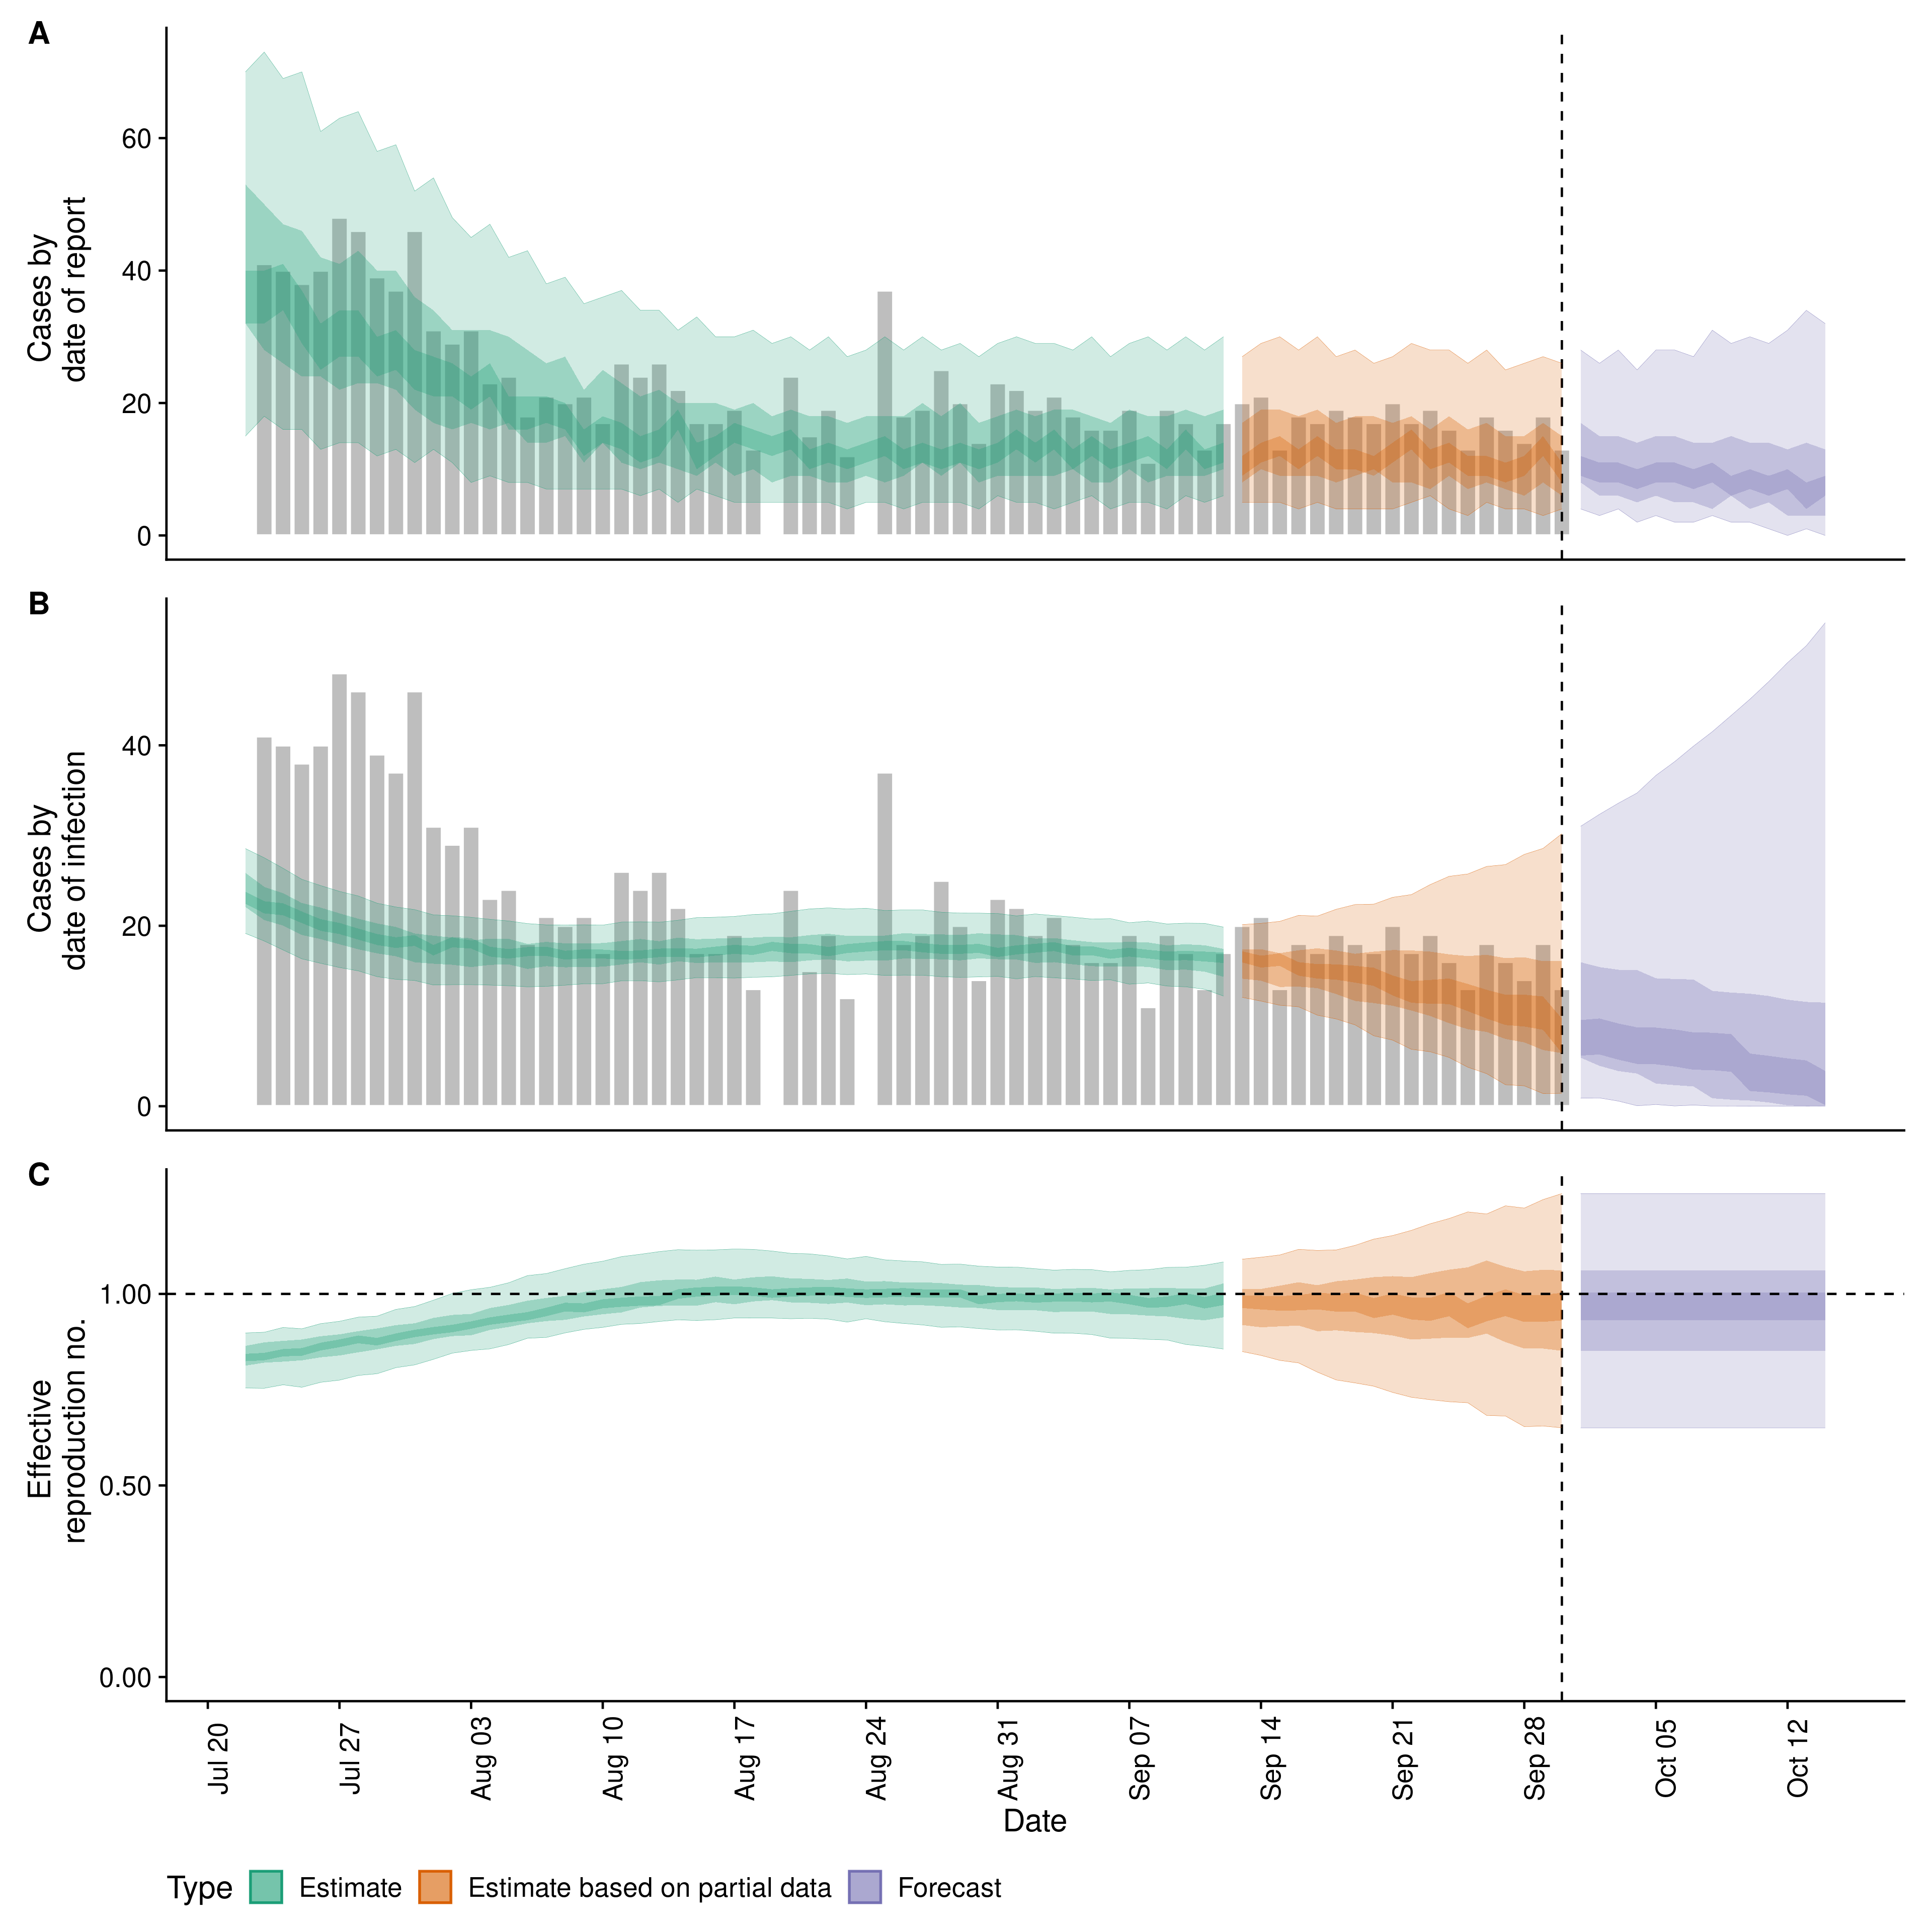 A
60
40
20
0
Cases by
date of report
B
40
20
0
Cases by
date of infection
C
1.00
0.50
0.00
Effective
reproduction no.
Jul 20
Jul 27
Aug 03
Aug 10
Aug 17
Aug 24
Aug 31
Sep 07
Sep 14
Sep 21
Sep 28
Oct 05
Oct 12
Date
Type Estimate Estimate based on partial data Forecast